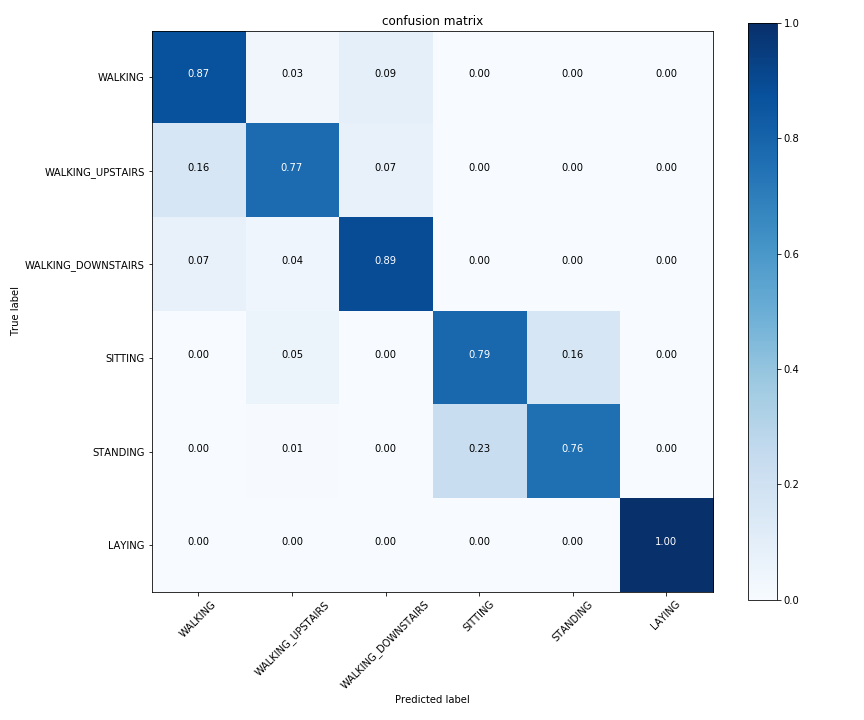 confusion matrix
WALKING 0.87 0.03 0.09 0.00 0.00 0.00
WALKING_UPSTAIRS 0.16 0.77 0.07 0.00 0.00 0.00
WALKING_DOWNSTAIRS 0.07 0.04 0.89 0.00 0.00 0.00
SITTING 0.00 0.05 0.00 0.79 0.16 0.00
STANDING 0.00 0.01 0.00 0.23 0.76 0.00
LAYING 0.00 0.00 0.00 0.00 0.00 1.00
True label
WALKING WALKING_UPSTAIRS WALKING_DOWNSTAIRS SITTING STANDING LAYING
Predicted label
1.0
0.8
0.6
0.4
0.2
0.0